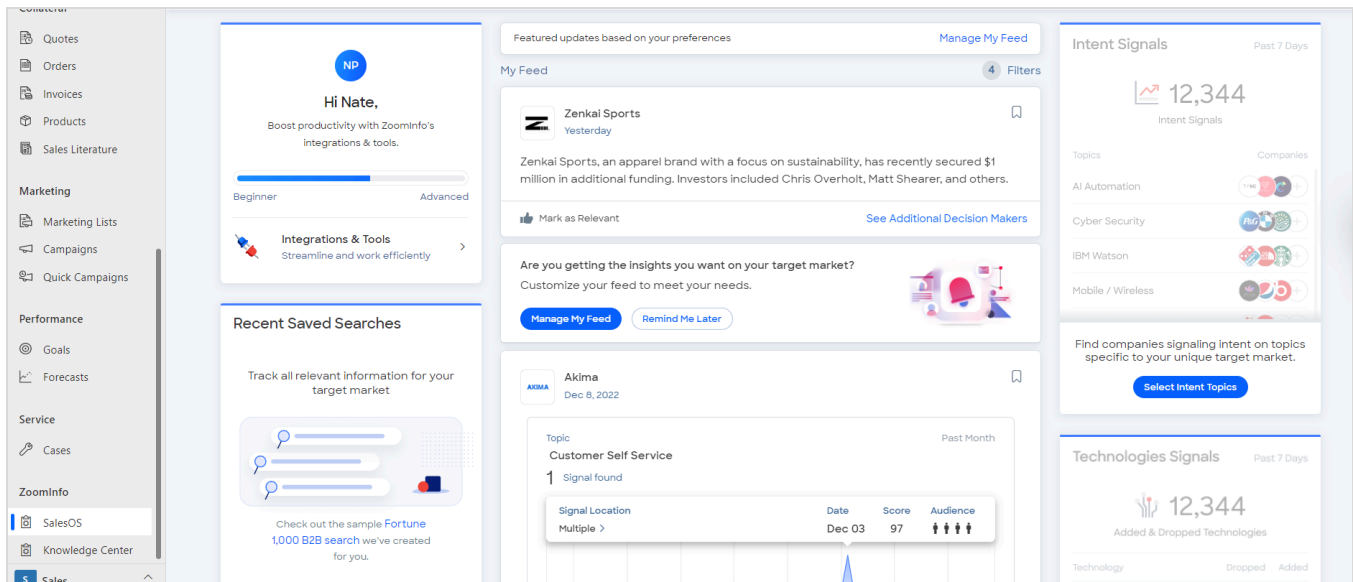 Collateral
Quotes
Orders
Invoices
Products
Sales Literature
Marketing
Marketing Lists
Campaigns
Quick Campaigns
Performance
Goals
Forecasts
Service
Cases
ZoomInfo
SalesOS
Knowledge Center
S Sales
NP
Hi Nate,
Boost productivity with ZoomInfo's
integrations & tools.
Beginner Advanced
Integrations & Tools
Streamline and work efficiently
Recent Saved Searches
Track all relevant information for your
target market
Check out the sample Fortune
1,000 B2B search we've created
for you.
Featured updates based on your preferences Manage My Feed
My Feed 4 Filters
Zenkai Sports
Yesterday
Zenkai Sports, an apparel brand with a focus on sustainability, has recently secured $1
million in additional funding. Investors included Chris Overholt, Matt Shearer, and others.
Mark as Relevant See Additional Decision Makers
Are you getting the insights you want on your target market?
Customize your feed to meet your needs.
Manage My Feed Remind Me Later
AKIMA
Akima
Dec 8, 2022
Topic Past Month
Customer Self Service
1 Signal found
Signal Location Date Score Audience
Multiple > Dec 03 97
Intent Signals Past 7 Days
12,344
Intent Signals
Topics Companies
AI Automation
Cyber Security P&G
IBM Watson
Mobile / Wireless
Find companies signaling intent on topics
specific to your unique target market.
Select Intent Topics
Technologies Signals Past 7 Days
12,344
Added & Dropped Technologies
Technology Dropped Added